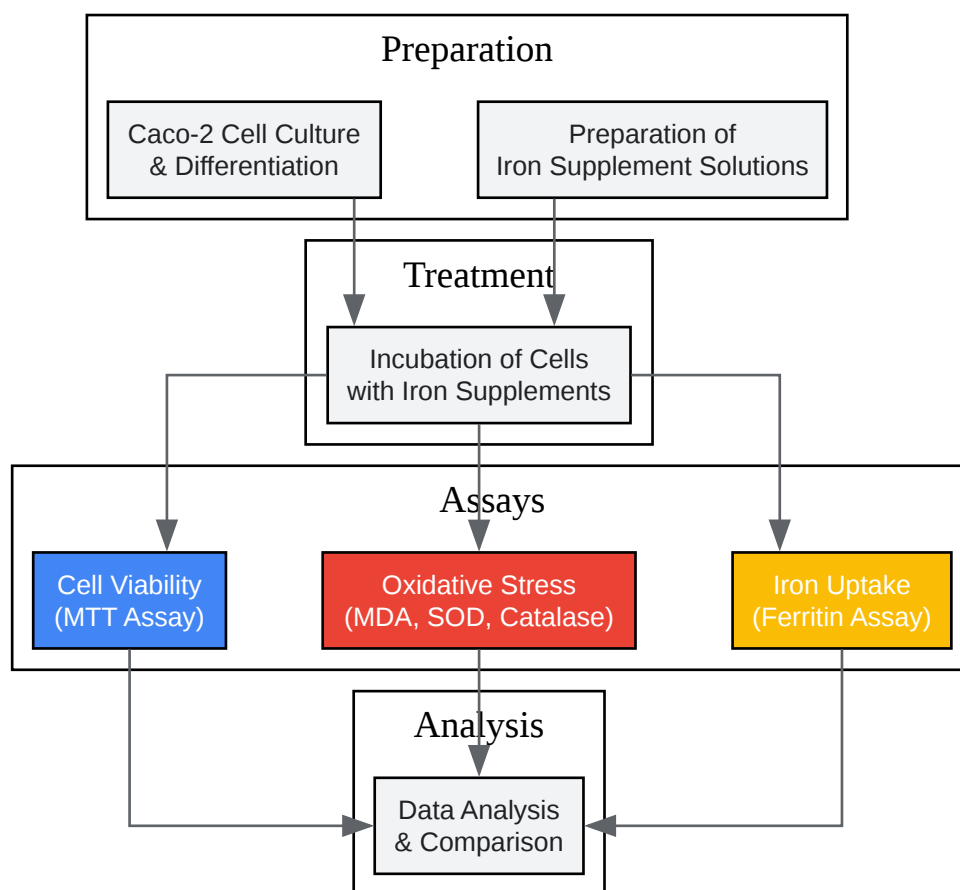 Preparation
Caco-2 Cell Culture
& Differentiation
Preparation of
Iron Supplement Solutions
Treatment
Incubation of Cells
with Iron Supplements
Assays
Cell Viability
(MTT Assay)
Oxidative Stress
(MDA, SOD, Catalase)
Iron Uptake
(Ferritin Assay)
Analysis
Data Analysis
& Comparison